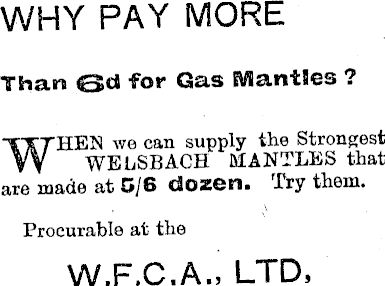 WHY PAY MORE
Than 6d for Gas Mantles ?
WHEN we can supply the Strongest
WELSBACH MANTLES that
are made at 5/6 dozen. Try them.
Procurable at the
W.F.C.A., LTD,